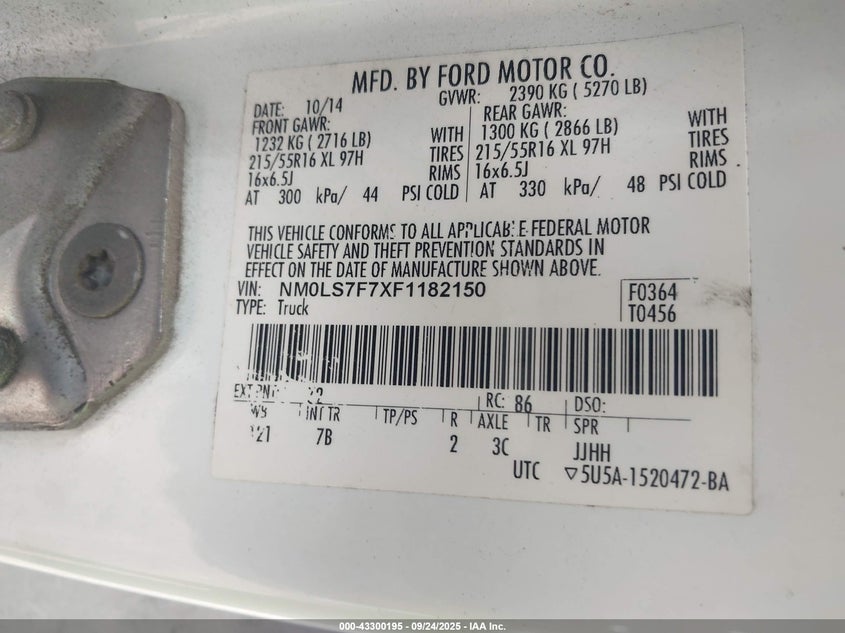 MFD. BY FORD MOTOR CO.
DATE: 10/14 GVWR: 2390 KG ( 5270 LB)
FRONT GAWR: REAR GAWR:
1232 KG ( 2716 LB) WITH 1300 KG ( 2866 LB) WITH
215/55R16 XL 97H TIRES 215/55R16 XL 97H TIRES
16x6.5J RIMS 16x6.5J RIMS
AT 300 kPa/ 44 PSI COLD AT 330 kPa/ 48 PSI COLD
THIS VEHICLE CONFORMS TO ALL APPLICABLE FEDERAL MOTOR
VEHICLE SAFETY AND THEFT PREVENTION STANDARDS IN
EFFECT ON THE DATE OF MANUFACTURE SHOWN ABOVE.
VIN: NM0LS7F7XF1182150 F0364
TYPE: Truck T0456
EXT PNT: RC: 86 DSO:
WB INT TR TP/PS R AXLE TR SPR
121 7B 2 3C JJHH
UTC ▽5U5A-1520472-BA
000-43300195 - 09/24/2025 - IAA Inc.